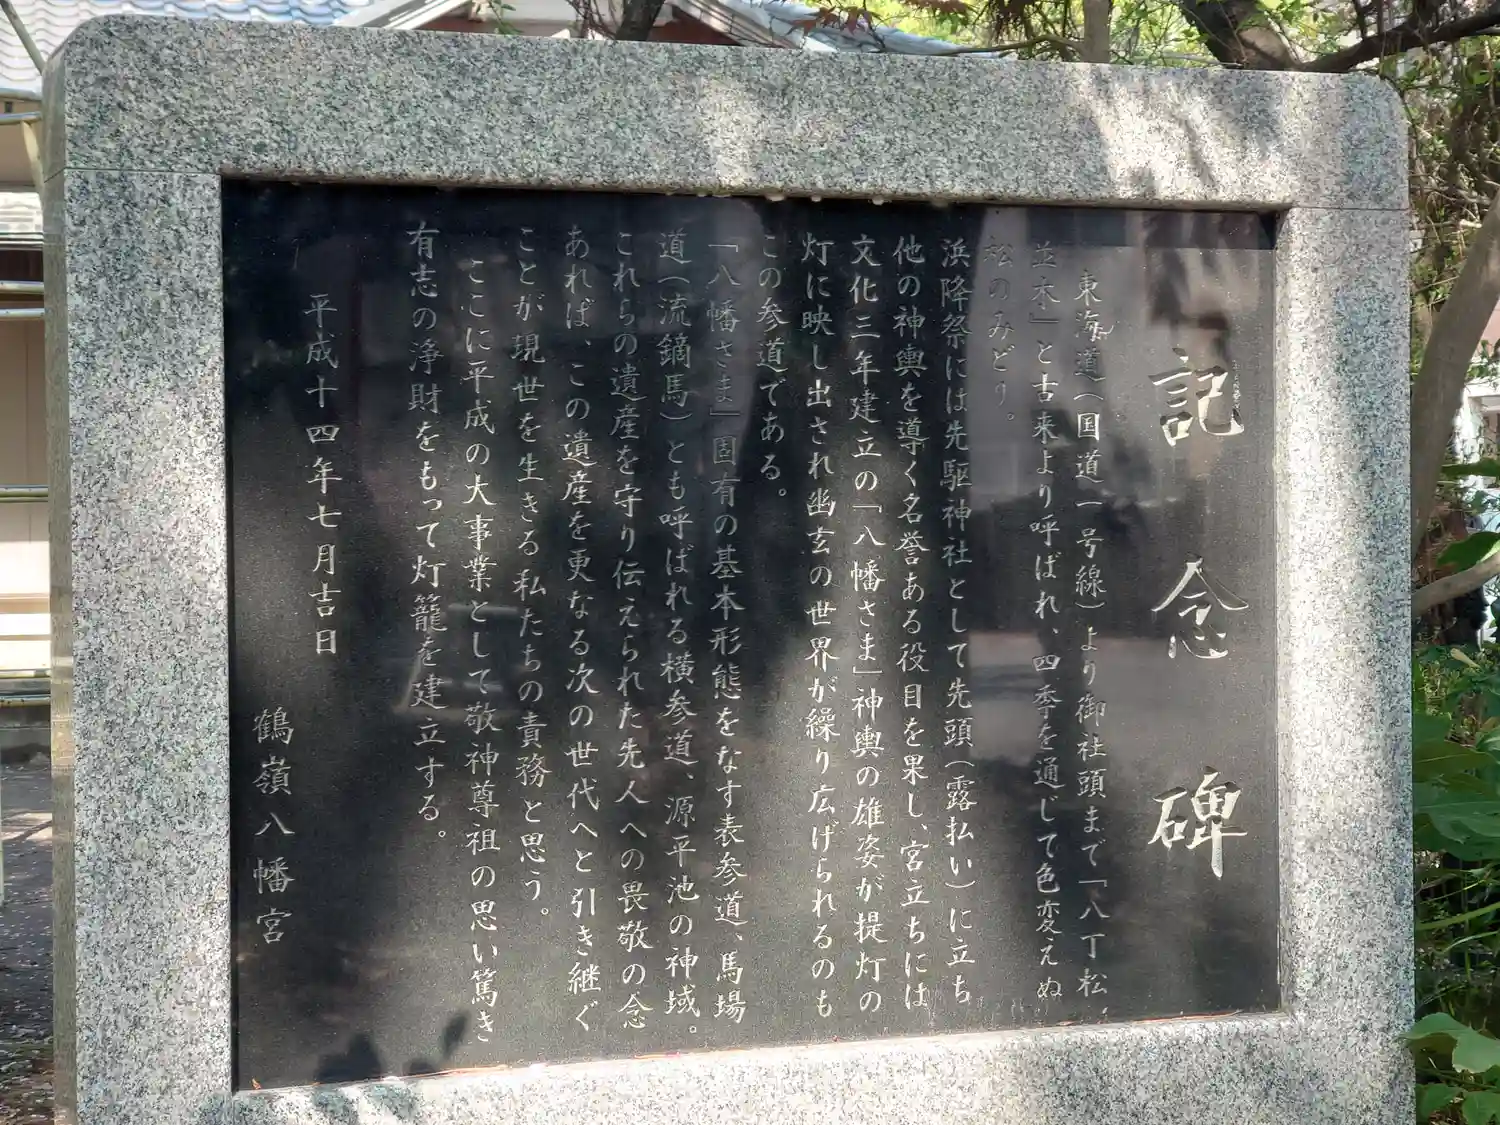 記念碑
東海道（国道一号線）より御社頭まで「八丁松
並木」と古来より呼ばれ、四季を通じて色変えぬ
松のみどり。
浜降祭には先駆神社として先頭（露払い）に立ち
他の神輿を導く名誉ある役目を果し、宮立ちには
文化三年建立の「八幡さま」神輿の雄姿が提灯の
灯に映し出され幽玄の世界が繰り広げられるのも
この参道である。
「八幡さま」固有の基本形態をなす表参道、馬場
道（流鏑馬）とも呼ばれる横参道、源平池の神域。
これらの遺産を守り伝えられた先人への畏敬の念
あれば、この遺産を更なる次の世代へと引き継ぐ
ことが現世を生きる私たちの責務と思う。
ここに平成の大事業として敬神尊祖の思い篤き
有志の浄財をもって灯籠を建立する。
平成十四年七月吉日
鶴嶺八幡宮